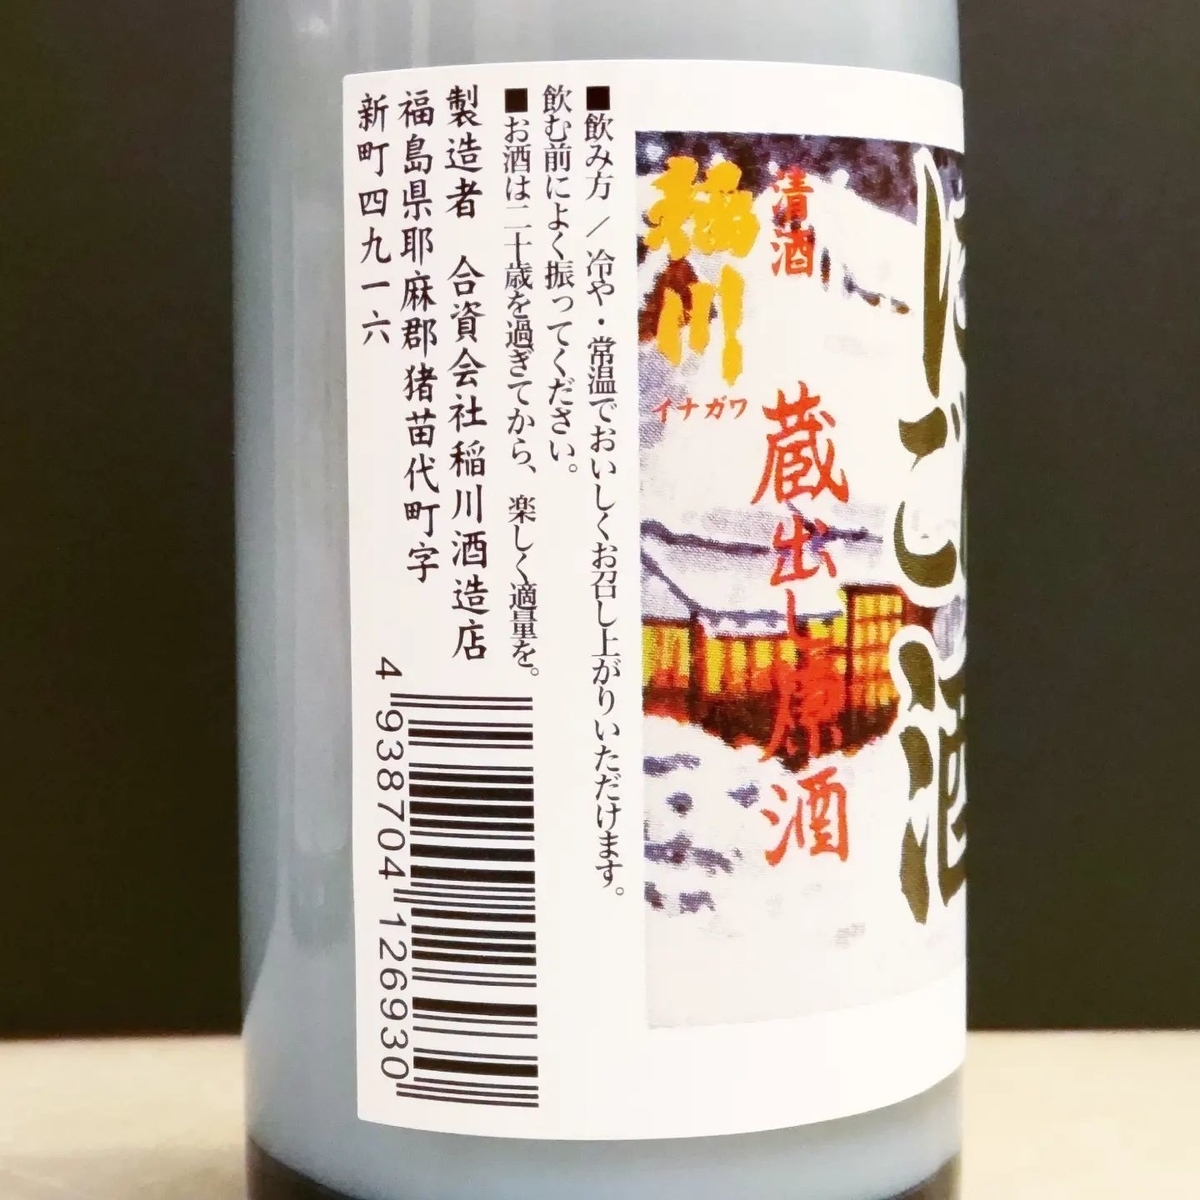 にごり酒
清酒
稲川
イナガワ
蔵出し原酒
■飲み方／冷や・常温でおいしくお召し上がりいただけます。
飲む前によく振ってください。
■お酒は二十歳を過ぎてから、楽しく適量を。
製造者 合資会社稲川酒造店
福島県耶麻郡猪苗代町字
新町四九一六
4938704126930